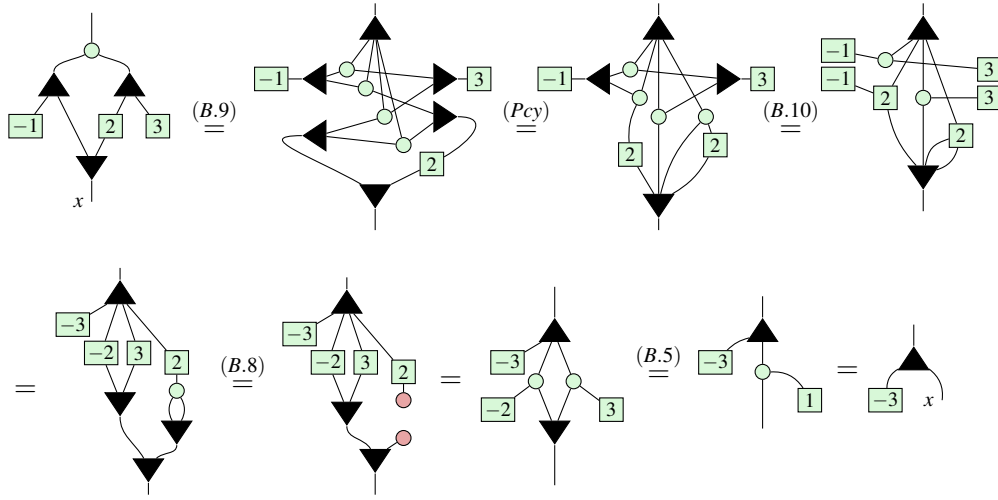 −1 2 3 (B.9) = −1 3 2 (Pcy) = −1 3 2 2 (B.10) = −1 −1 3 3 2 2
x
= −3 −2 3 2 (B.8) = −3 −2 3 2 = −3 −2 3 (B.5) = −3 1 = −3 x